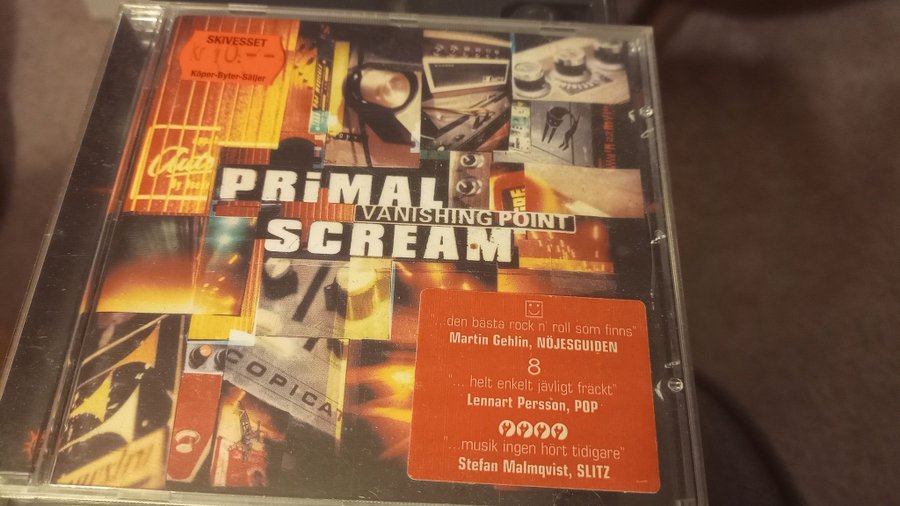 SKIVESSET
10:--
Köper-Byter-Säljer
PRiMAL
VANISHING POINT
SCREAM
COPICAT
"...den bästa rock n' roll som finns"
Martin Gehlin, NÖJESGUIDEN
8
"... helt enkelt jävligt fräckt"
Lennart Persson, POP
"...musik ingen hört tidigare"
Stefan Malmqvist, SLITZ